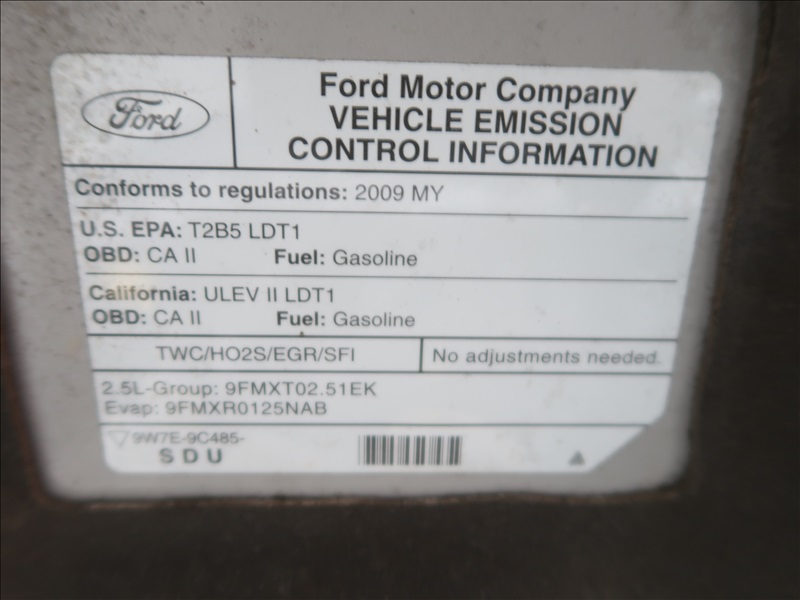 Ford
Ford Motor Company
VEHICLE EMISSION
CONTROL INFORMATION
Conforms to regulations: 2009 MY
U.S. EPA: T2B5 LDT1
OBD: CA II Fuel: Gasoline
California: ULEV II LDT1
OBD: CA II Fuel: Gasoline
TWC/HO2S/EGR/SFI No adjustments needed.
2.5L-Group: 9FMXT02.51EK
Evap: 9FMXR0125NAB
9W7E-9C485-
SDU